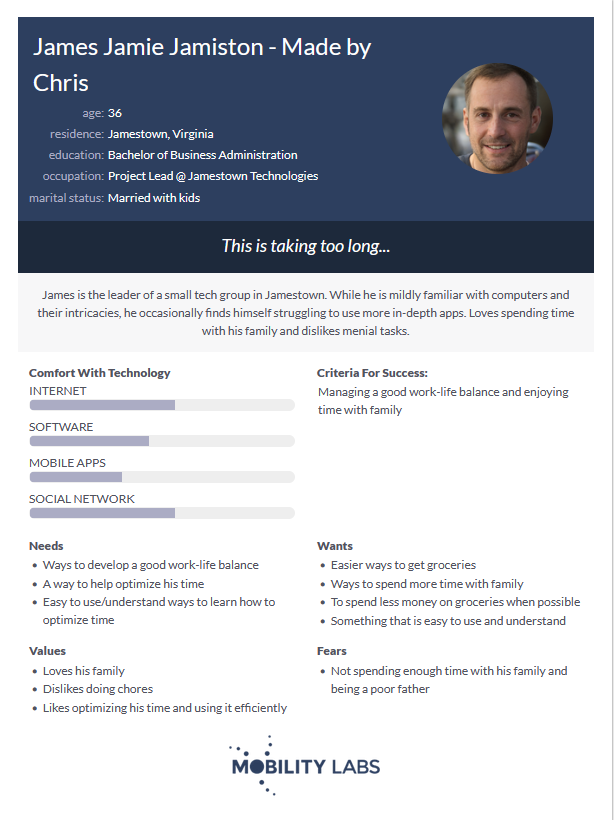 James Jamie Jamiston - Made by
Chris
age: 36
residence: Jamestown, Virginia
education: Bachelor of Business Administration
occupation: Project Lead @ Jamestown Technologies
marital status: Married with kids
This is taking too long...
James is the leader of a small tech group in Jamestown. While he is mildly familiar with computers and
their intricacies, he occasionally finds himself struggling to use more in-depth apps. Loves spending time
with his family and dislikes menial tasks.
Comfort With Technology
INTERNET
SOFTWARE
MOBILE APPS
SOCIAL NETWORK
Criteria For Success:
Managing a good work-life balance and enjoying
time with family
Needs
• Ways to develop a good work-life balance
• A way to help optimize his time
• Easy to use/understand ways to learn how to
optimize time
Wants
• Easier ways to get groceries
• Ways to spend more time with family
• To spend less money on groceries when possible
• Something that is easy to use and understand
Values
• Loves his family
• Dislikes doing chores
• Likes optimizing his time and using it efficiently
Fears
• Not spending enough time with his family and
being a poor father
MOBILITY LABS